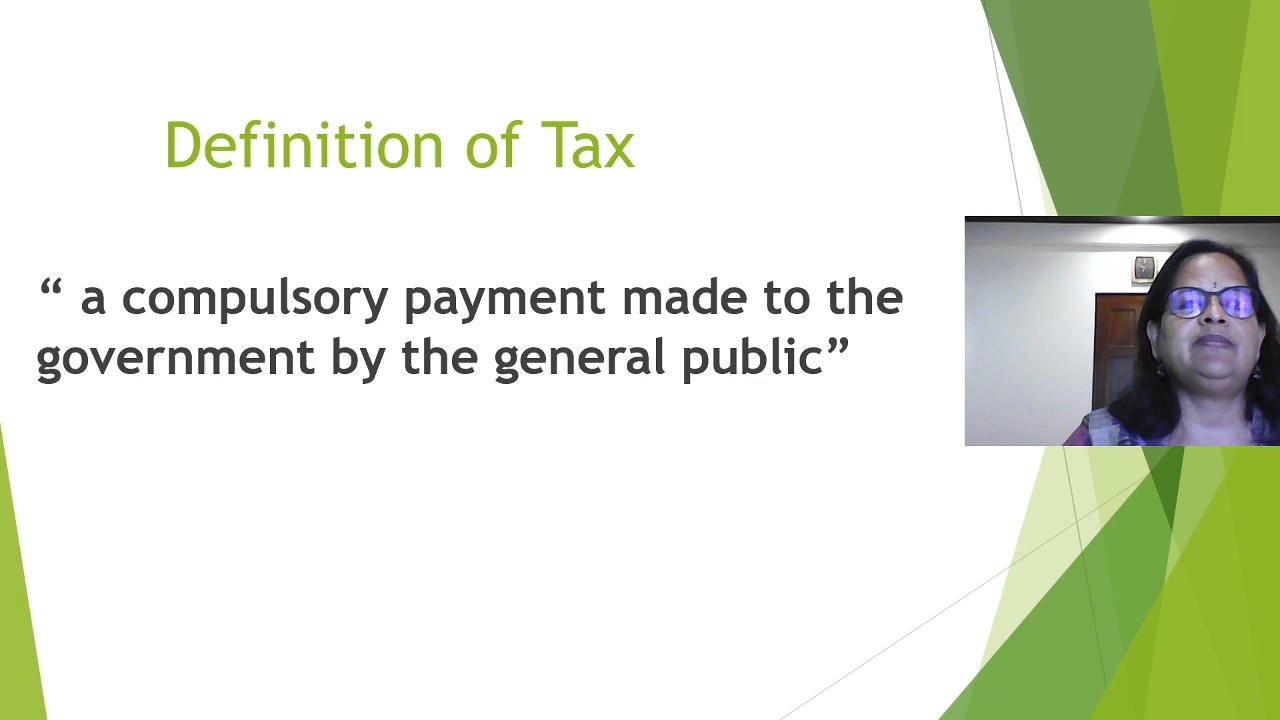 Definition of Tax
“ a compulsory payment made to the
government by the general public”